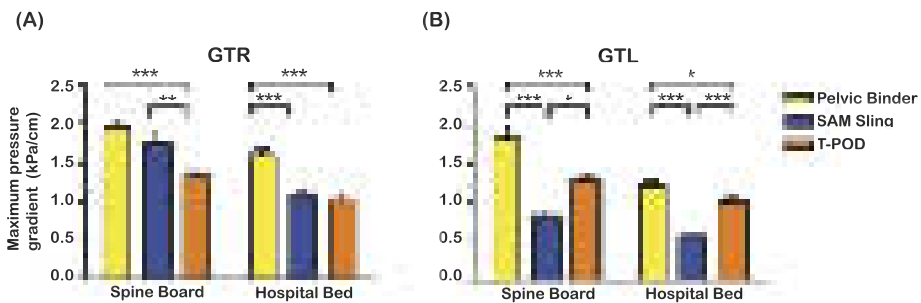 (A)
GTR
Maximum pressure
gradient (kPa/cm)
2.5
2.0
1.5
1.0
0.5
0.0
***
**
***
***
Spine Board
Hospital Bed
(B)
GTL
2.5
2.0
1.5
1.0
0.5
0.0
***
***
*
*
***
***
Spine Board
Hospital Bed
Pelvic Binder
SAM Sling
T-POD